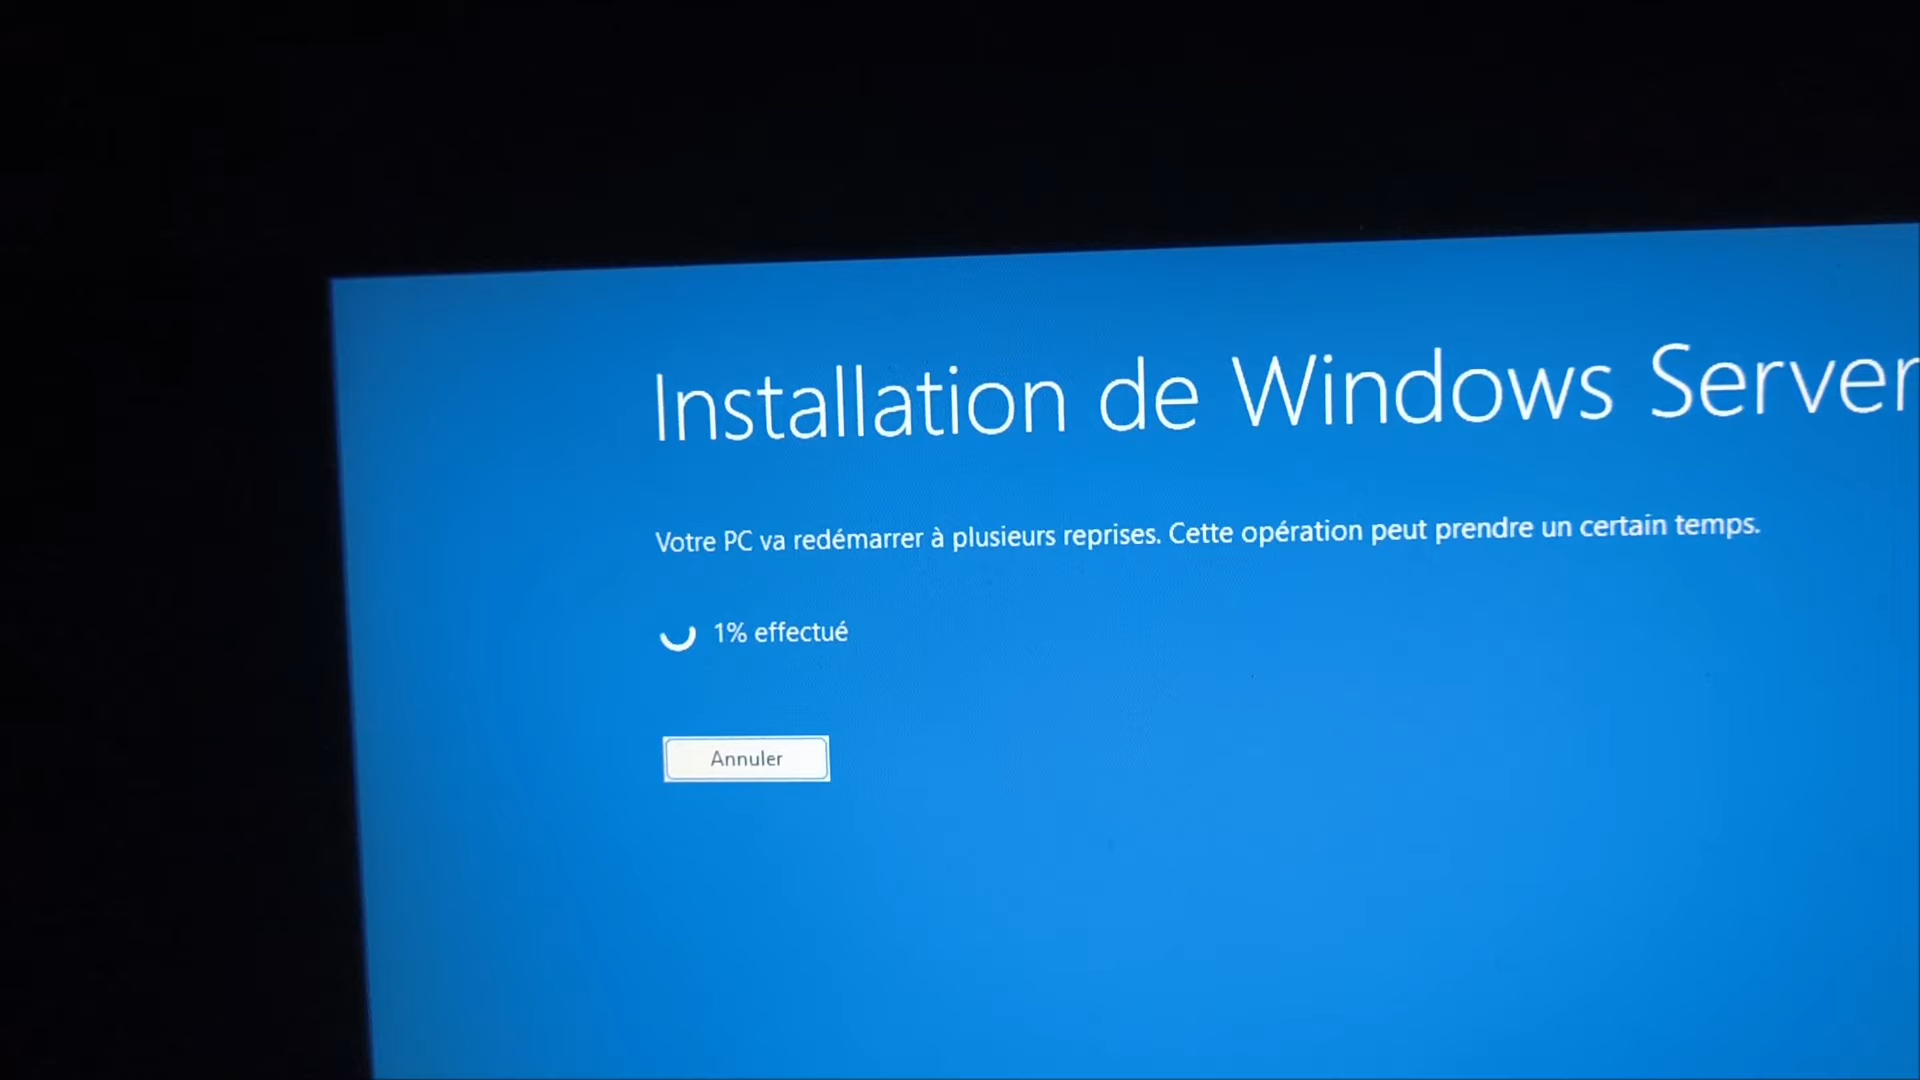 Installation de Windows Server
Votre PC va redémarrer à plusieurs reprises. Cette opération peut prendre un certain temps.
1% effectué
Annuler